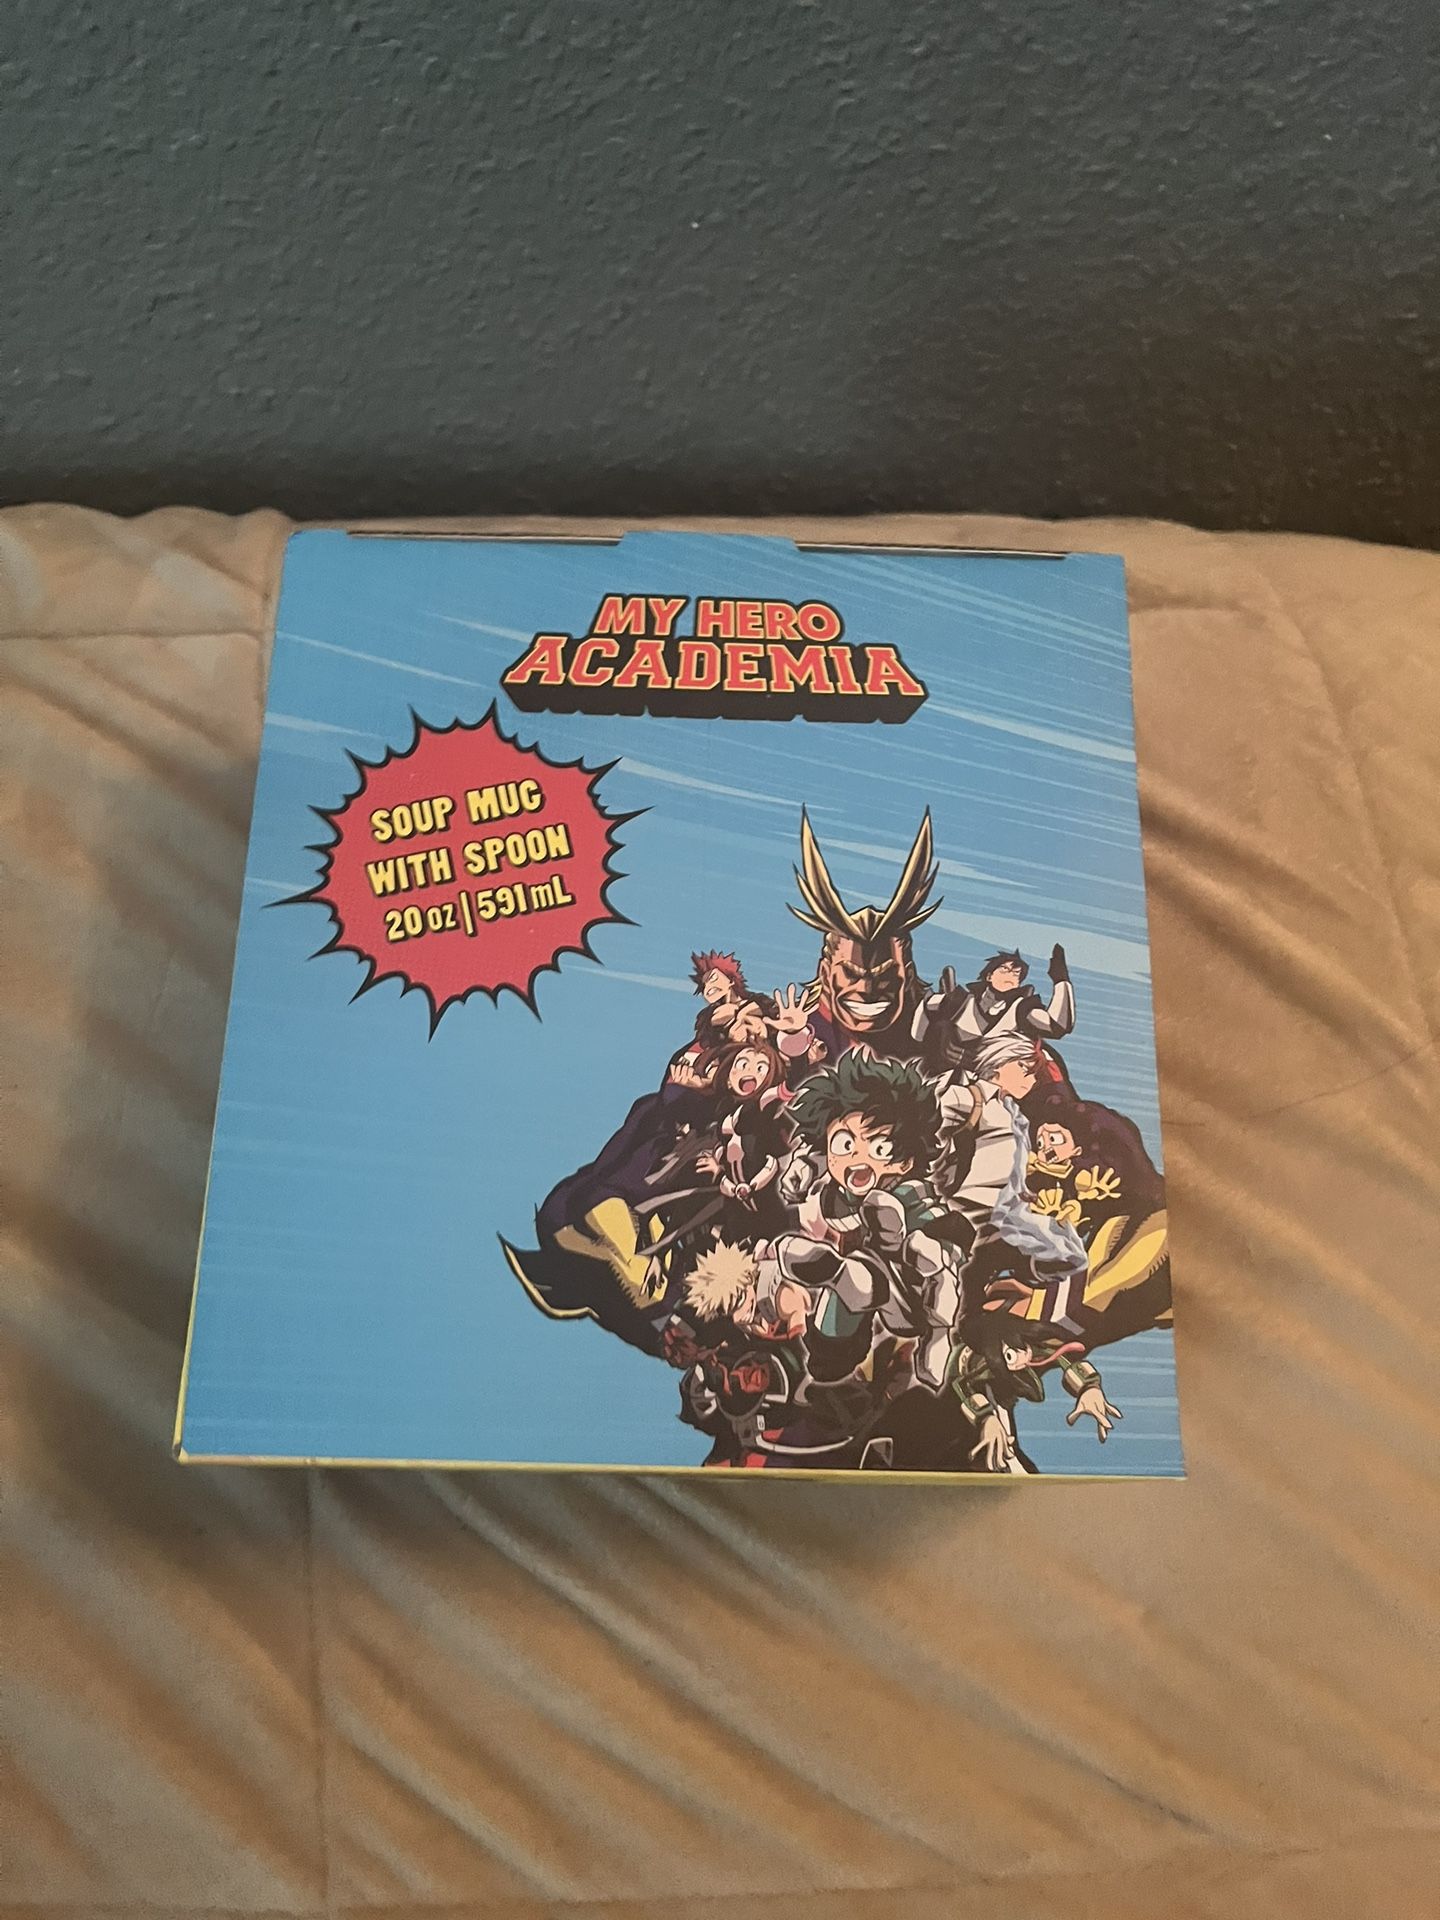 MY HERO
ACADEMIA
SOUP MUG
WITH SPOON
20 oz | 591 mL